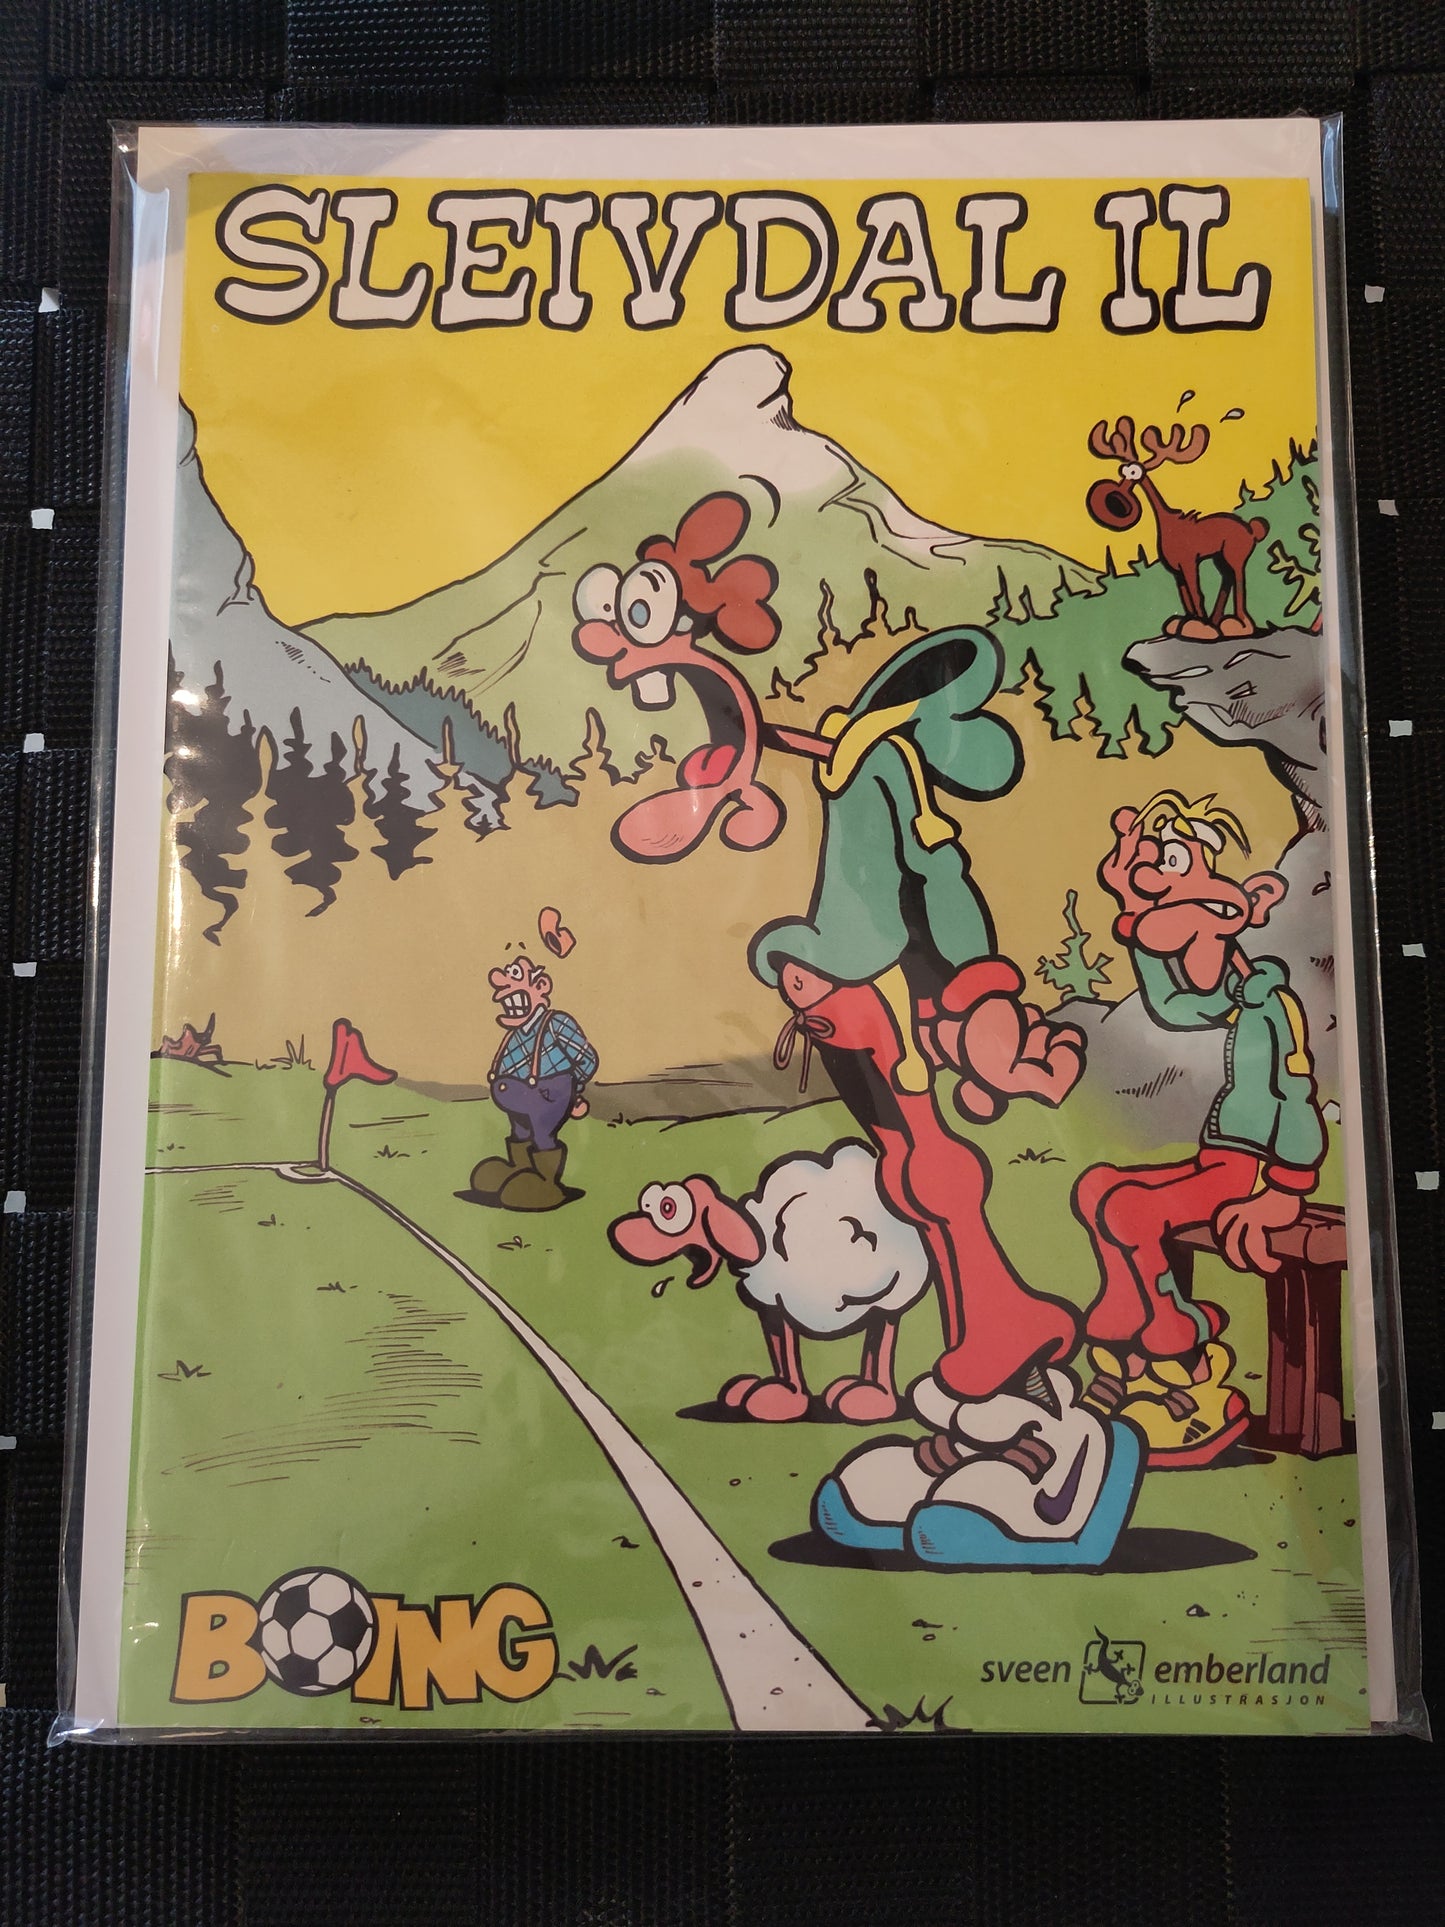 SLEIVDAL IL
BOING
sveen emberland
ILLUSTRASJON